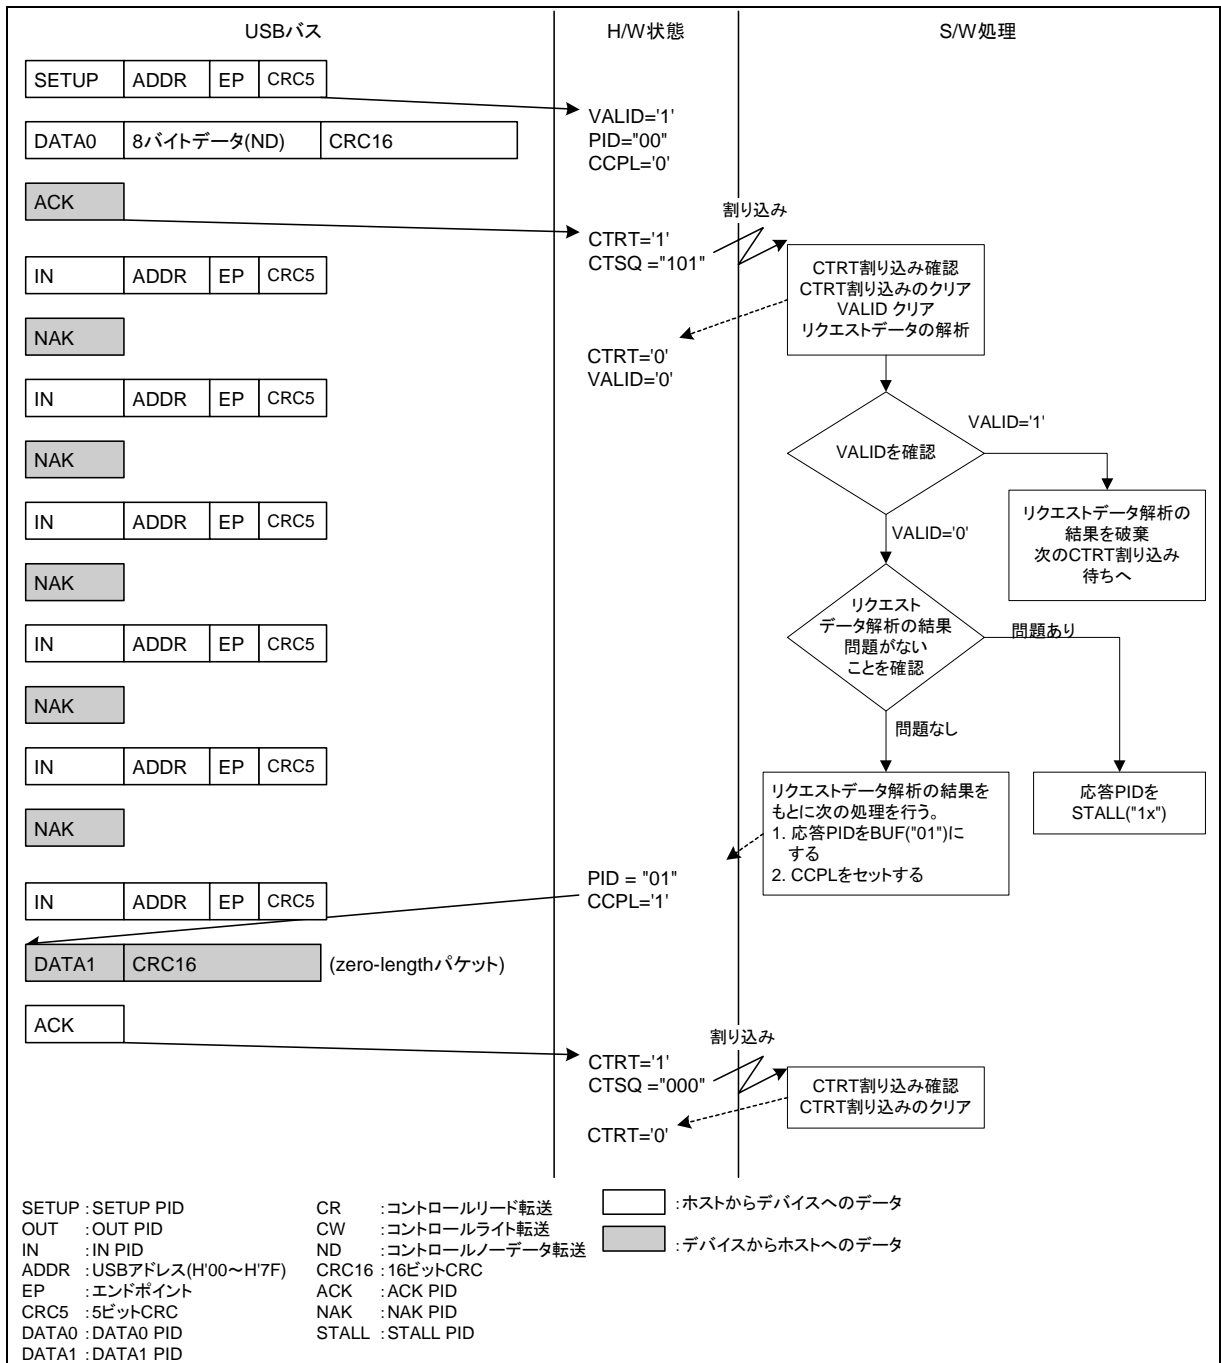 USBバス
H/W状態
S/W処理
SETUP ADDR EP CRC5
VALID='1'
PID="00"
CCPL='0'
DATA0 8バイトデータ(ND) CRC16
ACK
割り込み
CTRT='1'
CTSQ ="101"
IN ADDR EP CRC5
CTRT割り込み確認
CTRT割り込みのクリア
VALID クリア
リクエストデータの解析
NAK
CTRT='0'
VALID='0'
IN ADDR EP CRC5
VALID='1'
VALIDを確認
NAK
IN ADDR EP CRC5
リクエストデータ解析の
結果を破棄
次のCTRT割り込み
待ちへ
VALID='0'
NAK
リクエスト
データ解析の結果
問題がない
ことを確認
問題あり
IN ADDR EP CRC5
NAK
問題なし
IN ADDR EP CRC5
リクエストデータ解析の結果を
もとに次の処理を行う。
1. 応答PIDをBUF("01")に
する
2. CCPLをセットする
応答PIDを
STALL("1x")
NAK
PID = "01"
CCPL='1'
IN ADDR EP CRC5
DATA1 CRC16 (zero-lengthパケット)
ACK
割り込み
CTRT='1'
CTSQ ="000"
CTRT割り込み確認
CTRT割り込みのクリア
CTRT='0'
SETUP :SETUP PID
OUT :OUT PID
IN :IN PID
ADDR :USBアドレス(H'00～H'7F)
EP :エンドポイント
CRC5 :5ビットCRC
DATA0 :DATA0 PID
DATA1 :DATA1 PID
CR :コントロールリード転送
CW :コントロールライト転送
ND :コントロールノーデータ転送
CRC16 :16ビットCRC
ACK :ACK PID
NAK :NAK PID
STALL :STALL PID
:ホストからデバイスへのデータ
:デバイスからホストへのデータ